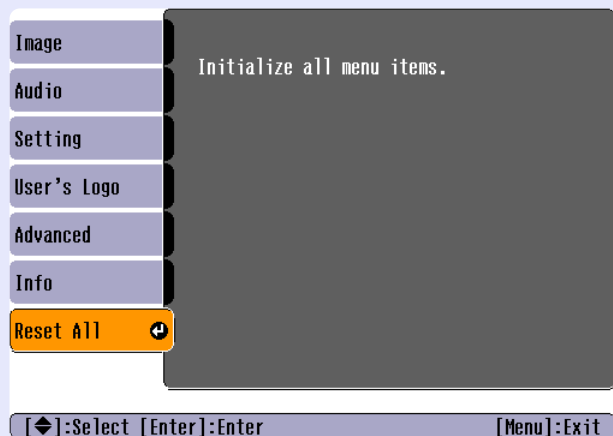 Image
Audio
Setting
User's Logo
Advanced
Info
Reset All
Initialize all menu items.
[◆]:Select [Enter]:Enter
[Menu]:Exit